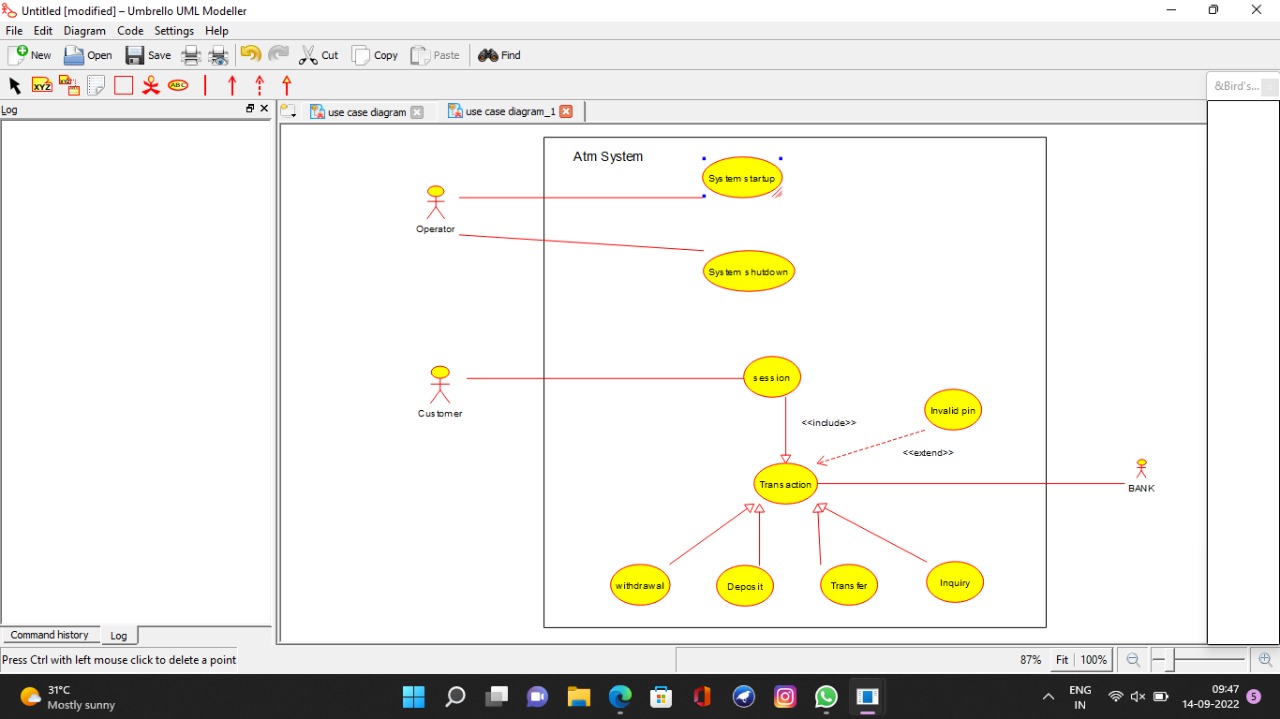 Untitled [modified] – Umbrello UML Modeller
File Edit Diagram Code Settings Help
New Open Save Cut Copy Paste Find
XYZ ABC
&Bird's...
Log
use case diagram
use case diagram_1
Atm System
System startup
Operator
System shutdown
session
Customer
Invalid pin
<<include>>
<<extend>>
Transaction
BANK
withdrawal
Deposit
Transfer
Inquiry
Command history Log
Press Ctrl with left mouse click to delete a point
87% Fit 100%
31°C
Mostly sunny
ENG
IN
09:47
14-09-2022
5